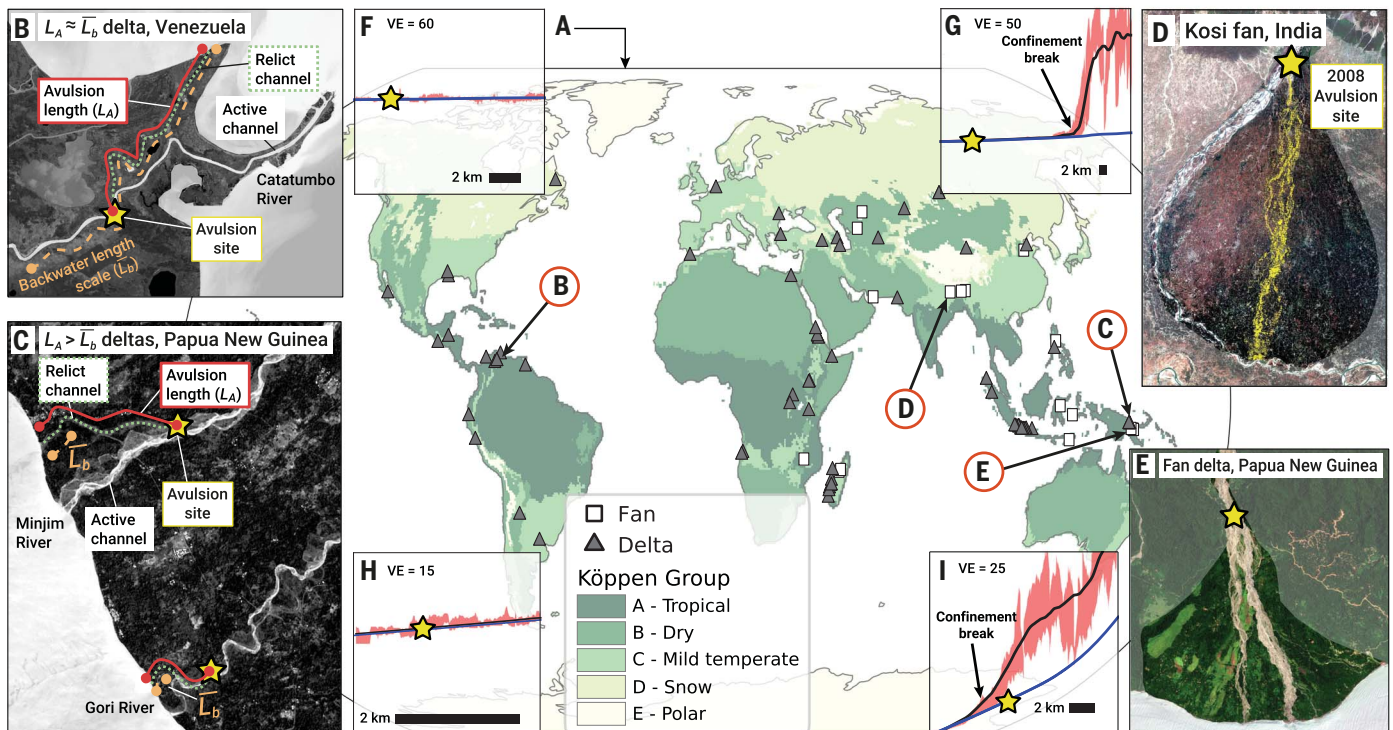 B
L_A ≈ L̅_b delta, Venezuela
Avulsion
length (L_A)
Relict
channel
Active
channel
Catatumbo
River
Avulsion
site
Backwater length
scale (L_b)
F
VE = 60
2 km
A
G
VE = 50
Confinement
break
2 km
D
Kosi fan, India
2008
Avulsion
site
C
L_A > L̅_b deltas, Papua New Guinea
Relict
channel
Avulsion
length (L_A)
L̅_b
Avulsion
site
Active
channel
Minjim
River
Gori River
L̅_b
B
C
D
E
H
VE = 15
2 km
Fan
Delta
Köppen Group
A - Tropical
B - Dry
C - Mild temperate
D - Snow
E - Polar
I
VE = 25
Confinement
break
2 km
E
Fan delta, Papua New Guinea